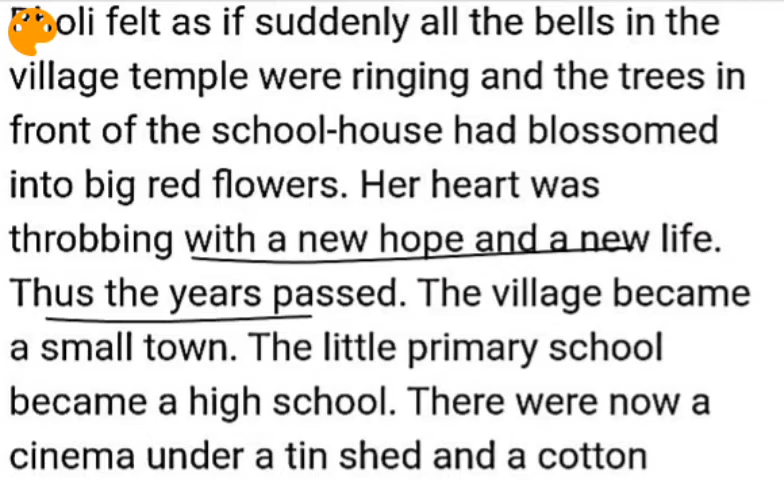 oli felt as if suddenly all the bells in the
village temple were ringing and the trees in
front of the school-house had blossomed
into big red flowers. Her heart was
throbbing with a new hope and a new life.
Thus the years passed. The village became
a small town. The little primary school
became a high school. There were now a
cinema under a tin shed and a cotton